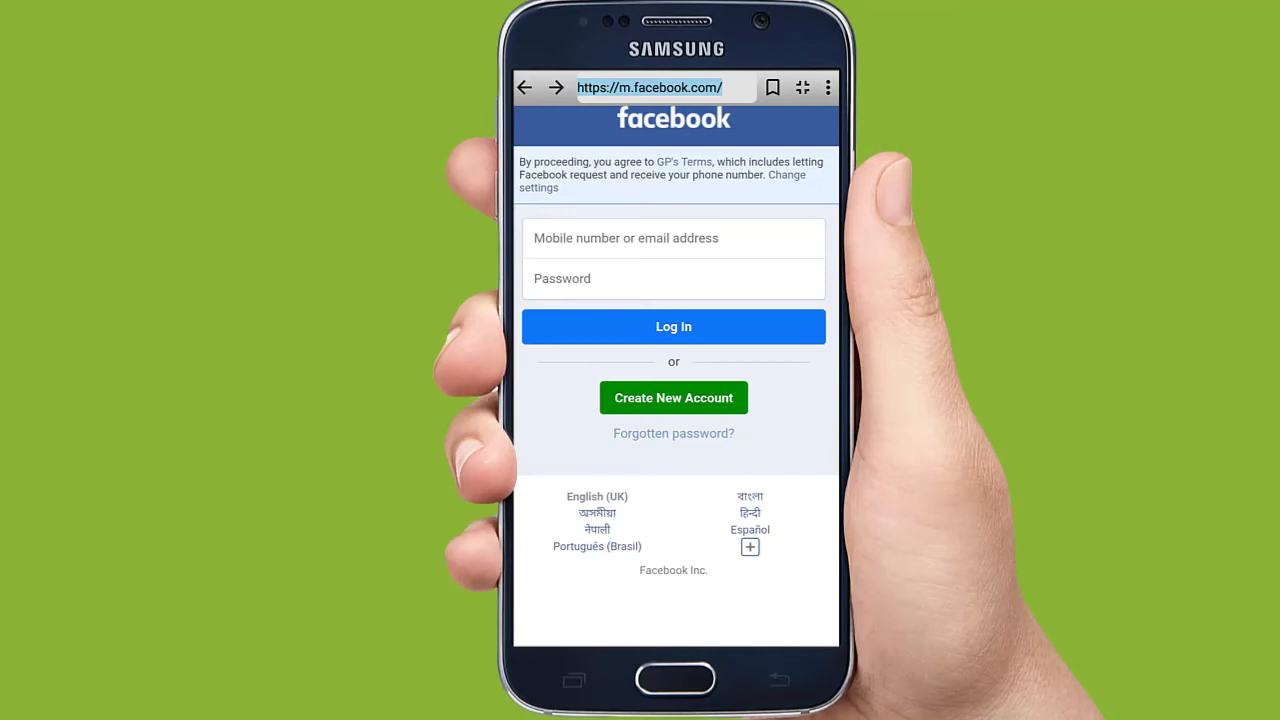 SAMSUNG
https://m.facebook.com/
facebook
By proceeding, you agree to GP's Terms, which includes letting
Facebook request and receive your phone number. Change
settings
Mobile number or email address
Password
Log In
or
Create New Account
Forgotten password?
English (UK)
বাংলা
অসমীয়া
हिन्दी
नेपाली
Español
Português (Brasil)
Facebook Inc.